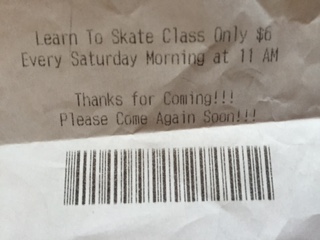 Learn To Skate Class Only $6
Every Saturday Morning at 11 AM
Thanks for Coming!!!
Please Come Again Soon!!!